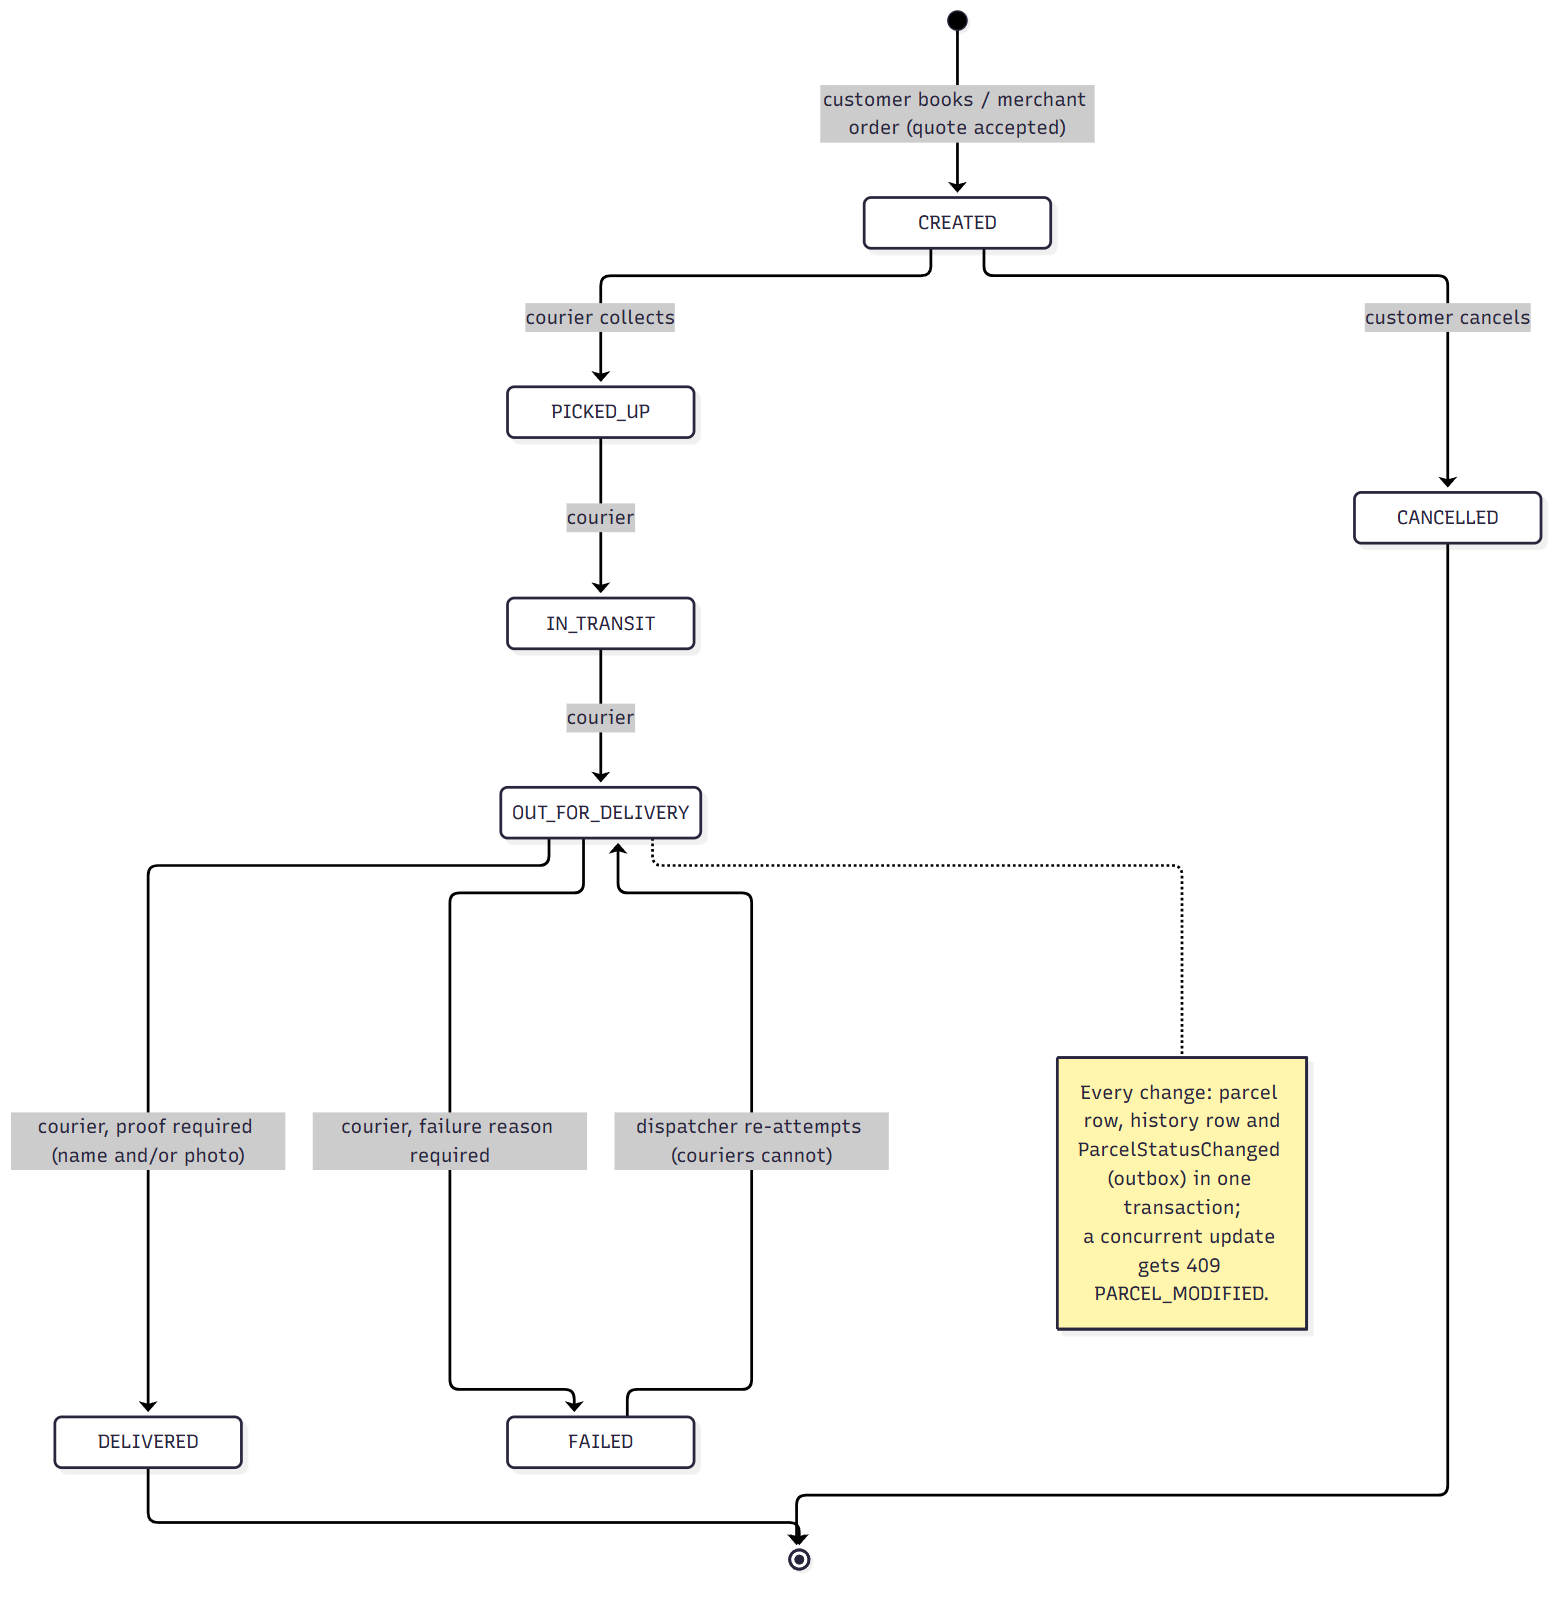 customer books / merchant
order (quote accepted)
CREATED
courier collects
customer cancels
PICKED_UP
courier
CANCELLED
IN_TRANSIT
courier
OUT_FOR_DELIVERY
courier, proof required
(name and/or photo)
courier, failure reason
required
dispatcher re-attempts
(couriers cannot)
Every change: parcel
row, history row and
ParcelStatusChanged
(outbox) in one
transaction;
a concurrent update
gets 409
PARCEL_MODIFIED.
DELIVERED
FAILED